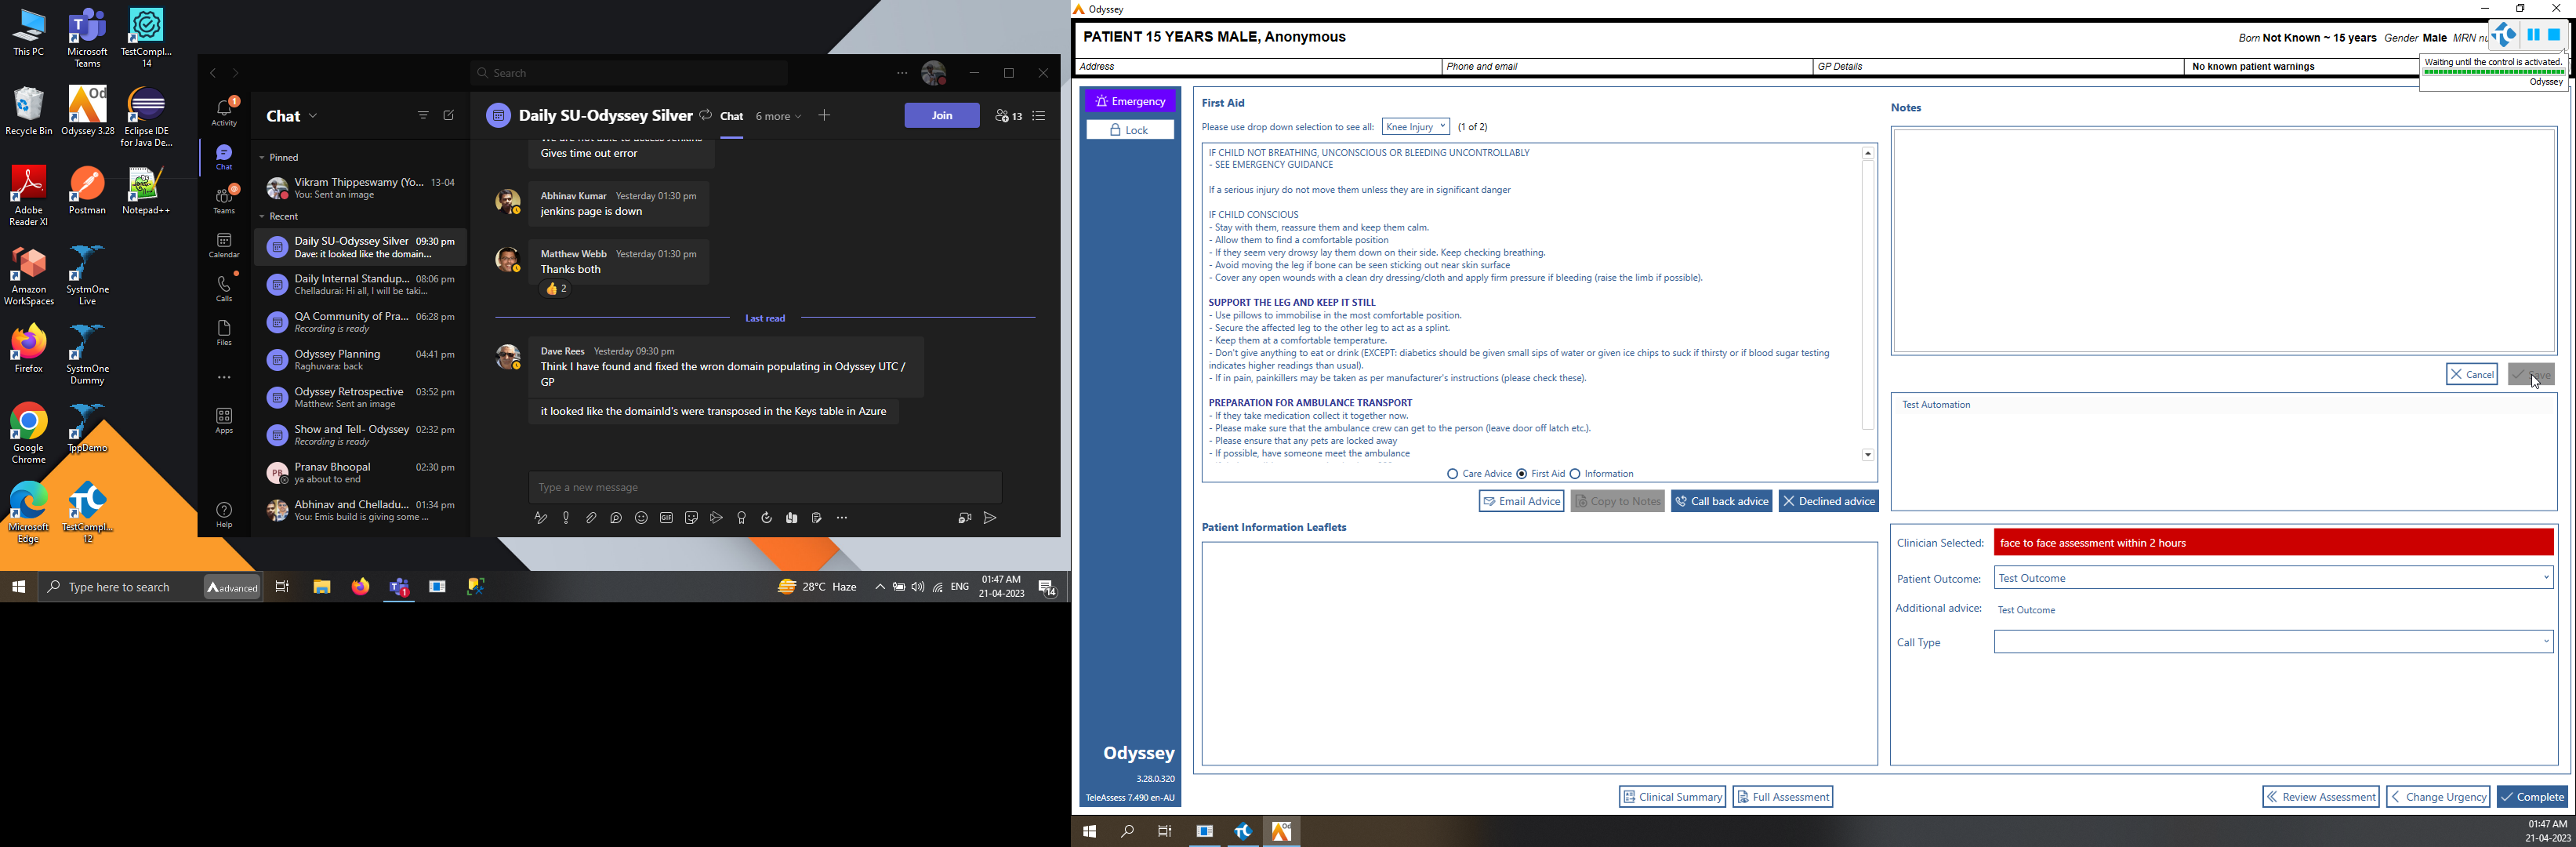 This PC
Microsoft Teams
TestCompl... 14
Recycle Bin
Odyssey 3.28
Eclipse IDE for Java De...
Adobe Reader XI
Postman
Notepad++
Amazon WorkSpaces
SystmOne Live
Firefox
SystmOne Dummy
Google Chrome
TppDemo
Microsoft Edge
TestCompl... 12
Search
Activity
Chat
Teams
Calendar
Calls
Files
Apps
Help
Chat
Pinned
Vikram Thippeswamy (Yo... 13-04
You: Sent an image
Recent
Daily SU-Odyssey Silver 09:30 pm
Dave: it looked like the domain...
Daily Internal Standup... 08:06 pm
Chelladurai: Hi all, I will be taki...
QA Community of Pra... 06:28 pm
Recording is ready
Odyssey Planning 04:41 pm
Raghuvara: back
Odyssey Retrospective 03:52 pm
Matthew: Sent an image
Show and Tell- Odyssey 02:32 pm
Recording is ready
PB
Pranav Bhoopal 02:30 pm
ya about to end
Abhinav and Chelladu... 01:34 pm
You: Emis build is giving some ...
Daily SU-Odyssey Silver Chat 6 more Join 13
Gives time out error
Abhinav Kumar Yesterday 01:30 pm
jenkins page is down
Matthew Webb Yesterday 01:30 pm
Thanks both
2
Last read
Dave Rees Yesterday 09:30 pm
Think I have found and fixed the wron domain populating in Odyssey UTC /
GP
it looked like the domainId's were transposed in the Keys table in Azure
Type a new message
GIF
Type here to search
Aadvanced
28°C Haze
ENG
01:47 AM
21-04-2023
14
Odyssey
PATIENT 15 YEARS MALE, Anonymous
Born Not Known ~ 15 years Gender Male MRN nu
Address
Phone and email
GP Details
No known patient warnings
Waiting until the control is activated.
Odyssey
Emergency
Lock
First Aid
Please use drop down selection to see all: Knee Injury (1 of 2)
IF CHILD NOT BREATHING, UNCONSCIOUS OR BLEEDING UNCONTROLLABLY
- SEE EMERGENCY GUIDANCE
If a serious injury do not move them unless they are in significant danger
IF CHILD CONSCIOUS
- Stay with them, reassure them and keep them calm.
- Allow them to find a comfortable position
- If they seem very drowsy lay them down on their side. Keep checking breathing.
- Avoid moving the leg if bone can be seen sticking out near skin surface
- Cover any open wounds with a clean dry dressing/cloth and apply firm pressure if bleeding (raise the limb if possible).
SUPPORT THE LEG AND KEEP IT STILL
- Use pillows to immobilise in the most comfortable position.
- Secure the affected leg to the other leg to act as a splint.
- Keep them at a comfortable temperature.
- Don't give anything to eat or drink (EXCEPT: diabetics should be given small sips of water or given ice chips to suck if thirsty or if blood sugar testing
indicates higher readings than usual).
- If in pain, painkillers may be taken as per manufacturer's instructions (please check these).
PREPARATION FOR AMBULANCE TRANSPORT
- If they take medication collect it together now.
- Please make sure that the ambulance crew can get to the person (leave door off latch etc.).
- Please ensure that any pets are locked away
- If possible, have someone meet the ambulance
Care Advice First Aid Information
Email Advice Copy to Notes Call back advice Declined advice
Patient Information Leaflets
Odyssey
3.28.0.320
TeleAssess 7.490 en-AU
Notes
Cancel
Test Automation
Clinician Selected: face to face assessment within 2 hours
Patient Outcome: Test Outcome
Additional advice: Test Outcome
Call Type
Clinical Summary Full Assessment
Review Assessment Change Urgency Complete
01:47 AM
21-04-2023